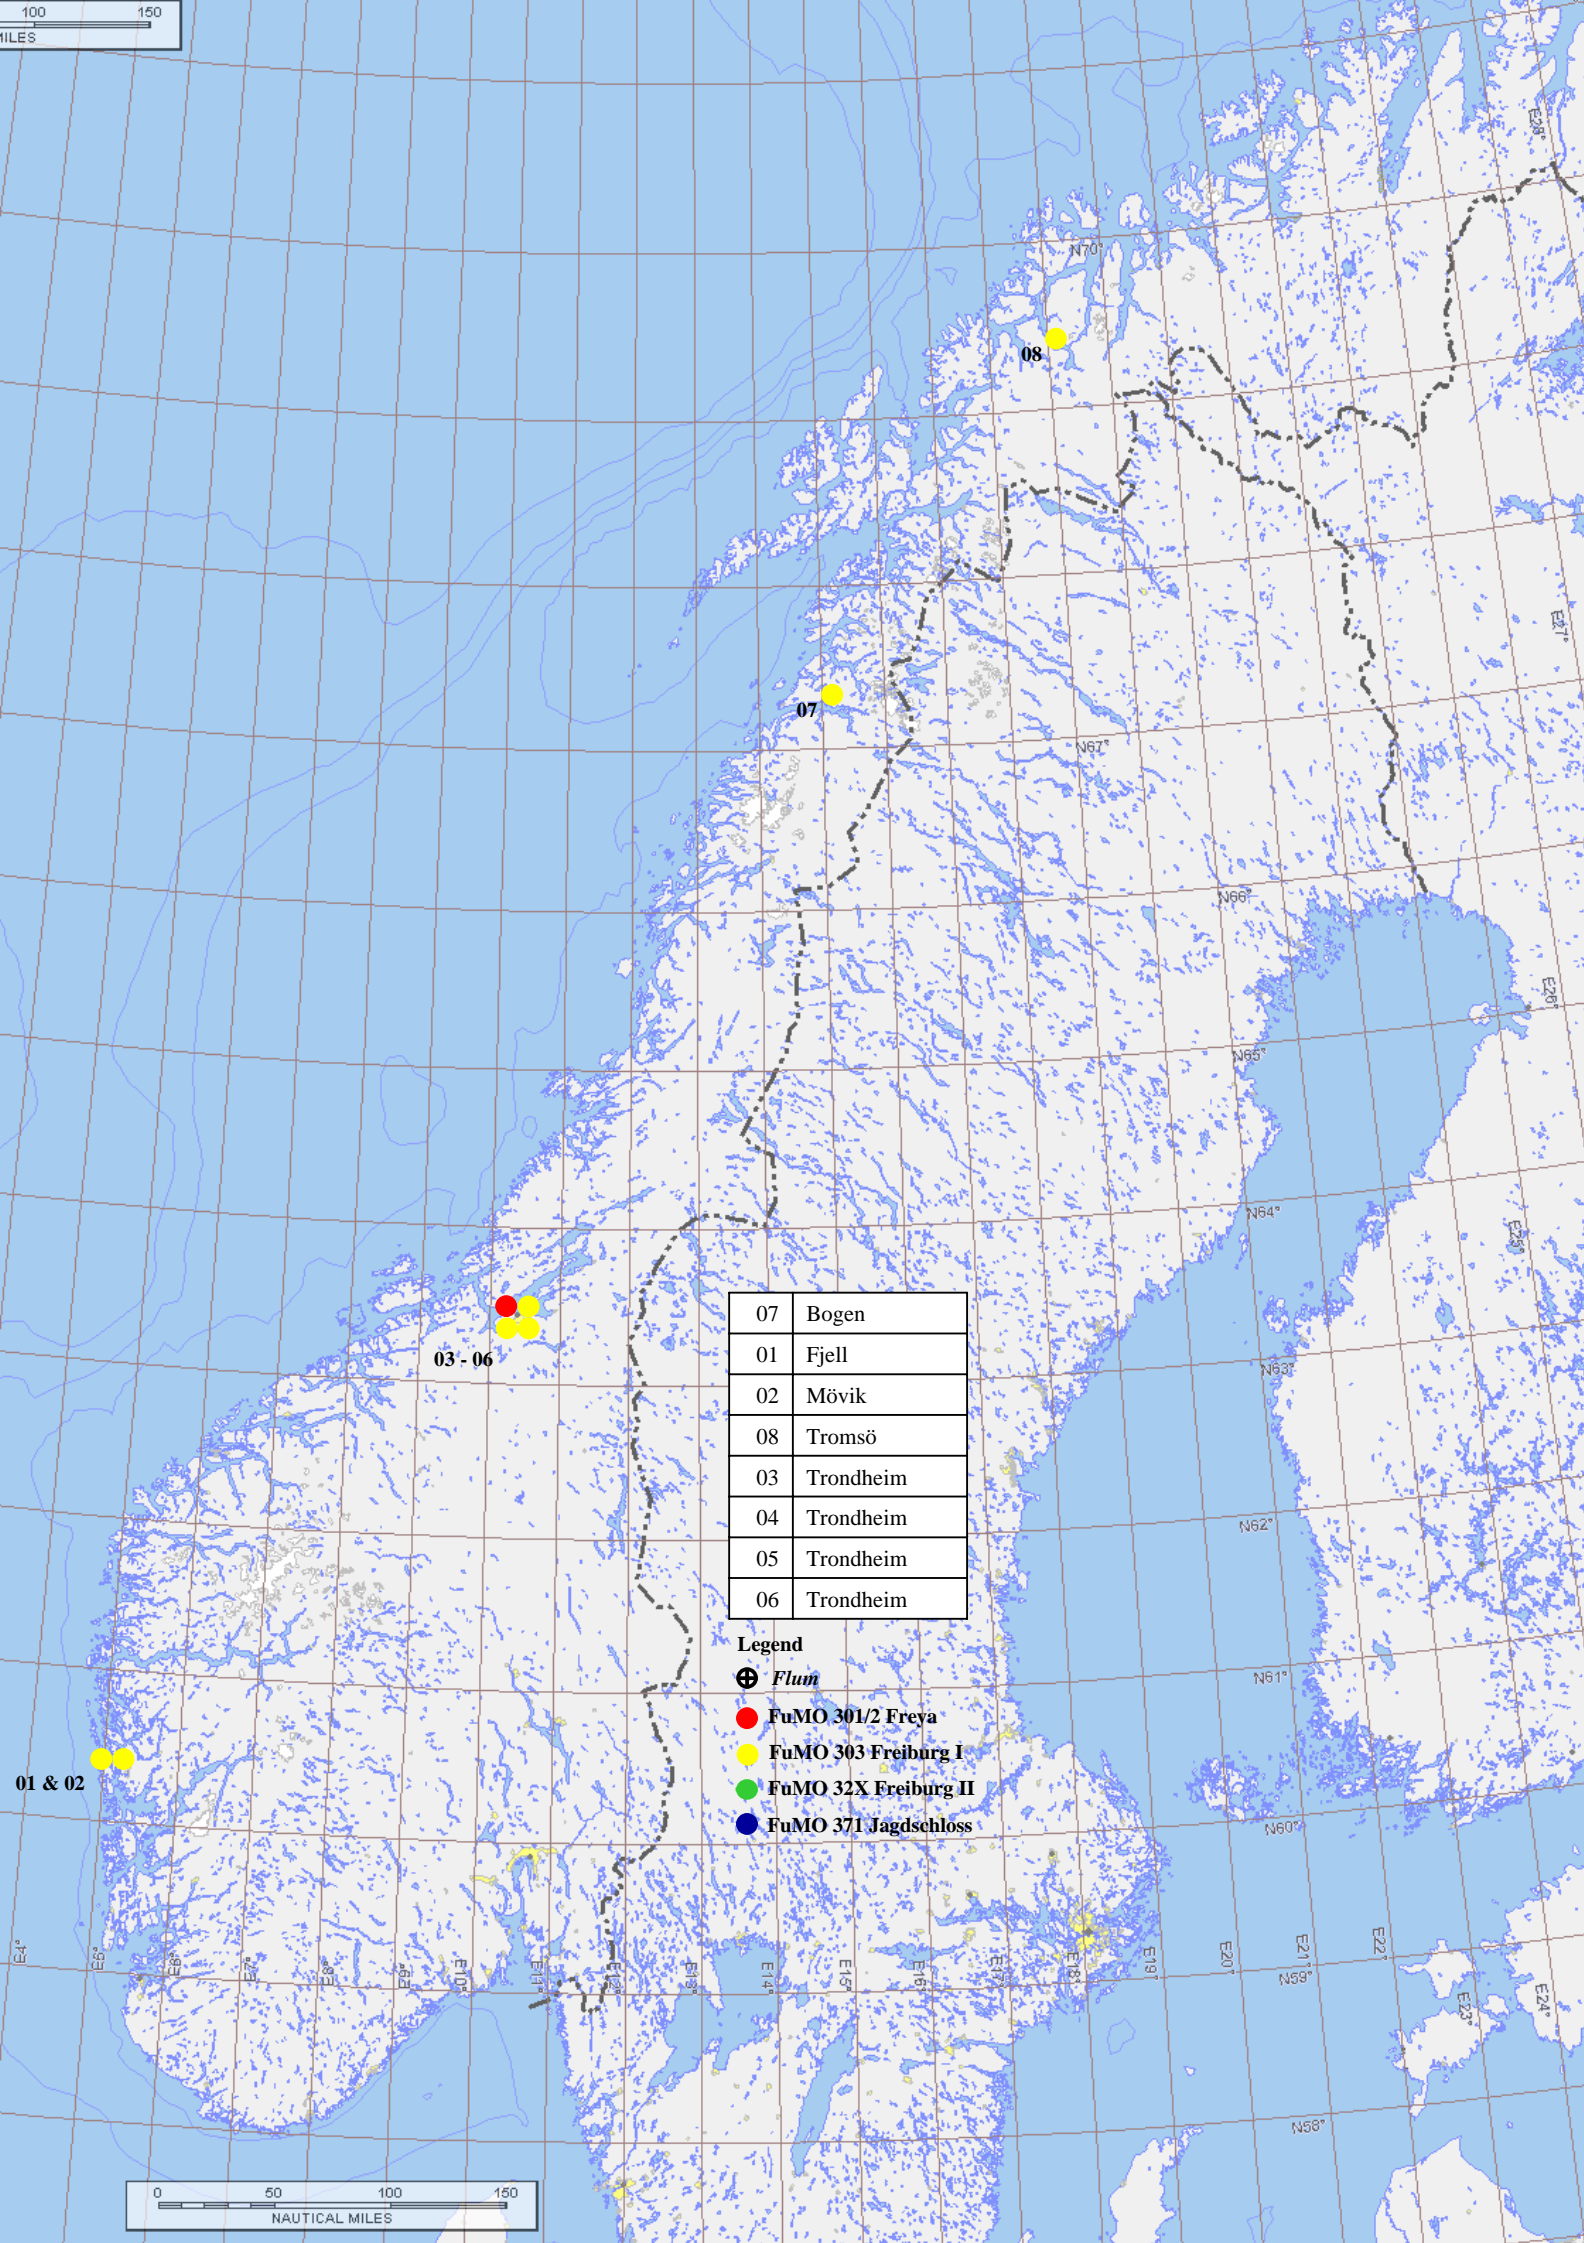 100 150
MILES
E28°
N70°
08
E27°
07
N67°
N66°
E26°
N65°
N64°
E25°
03 - 06
N63°
07 Bogen
01 Fjell
02 Mövik
08 Tromsö
03 Trondheim
04 Trondheim
05 Trondheim
06 Trondheim
N62°
Legend
Flum
N61°
FuMO 301/2 Freya
FuMO 303 Freiburg I
01 & 02
FuMO 32X Freiburg II
FuMO 371 Jagdschloss
N60°
E4° E5° E6° E7° E8° E9° E10° E11° E12° E13° E14° E15° E16° E17° E18° E19° E20° E21° E22°
N59°
E23° E24°
N58°
0 50 100 150
NAUTICAL MILES